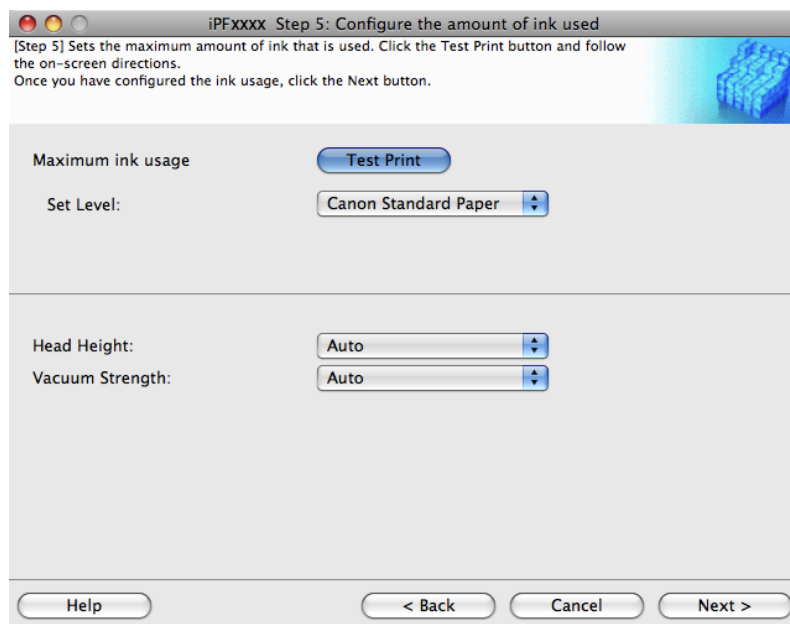 iPFxxxx Step 5: Configure the amount of ink used
[Step 5] Sets the maximum amount of ink that is used. Click the Test Print button and follow
the on-screen directions.
Once you have configured the ink usage, click the Next button.
Maximum ink usage Test Print
Set Level: Canon Standard Paper
Head Height: Auto
Vacuum Strength: Auto
Help < Back Cancel Next >